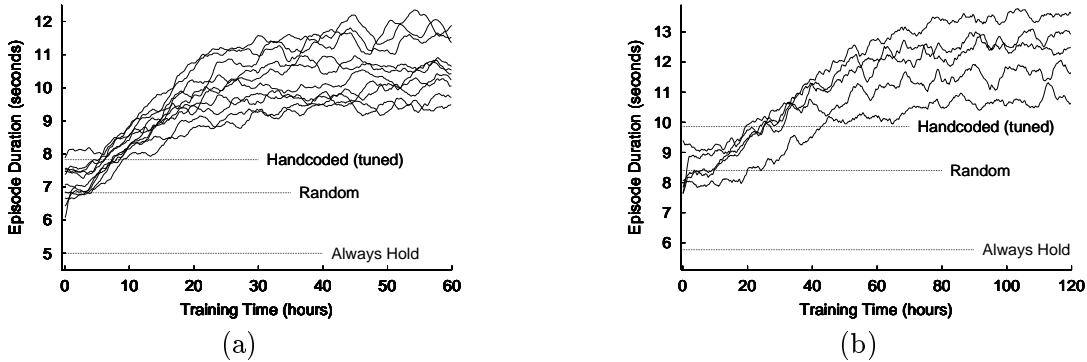 12
11
10
9
8
7
6
5
Episode Duration (seconds)
Handcoded (tuned)
Random
Always Hold
0 10 20 30 40 50 60
Training Time (hours)
(a)
13
12
11
10
9
8
7
6
Episode Duration (seconds)
Handcoded (tuned)
Random
Always Hold
0 20 40 60 80 100 120
Training Time (hours)
(b)